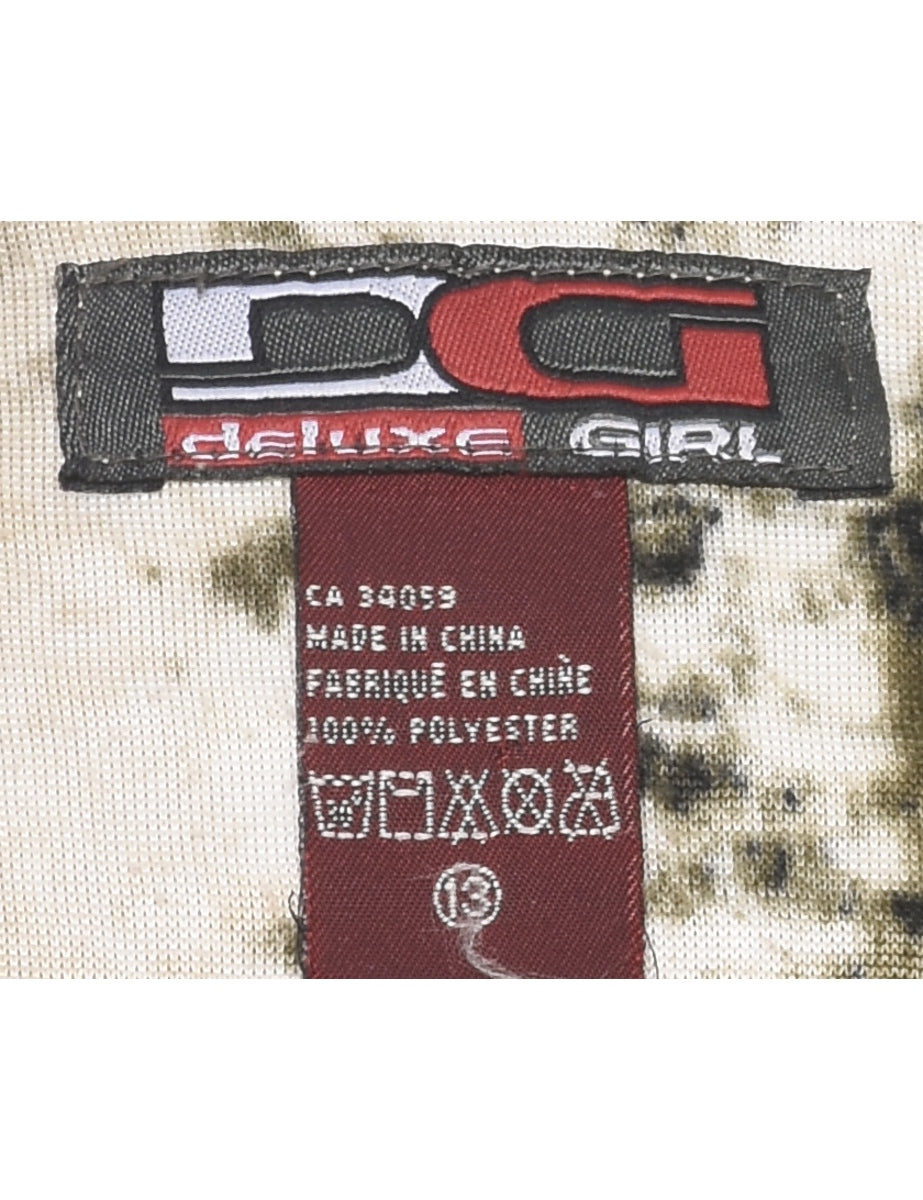 DG
deluxe GIRL
CA 34059
MADE IN CHINA
FABRIQUÉ EN CHINE
100% POLYESTER
13